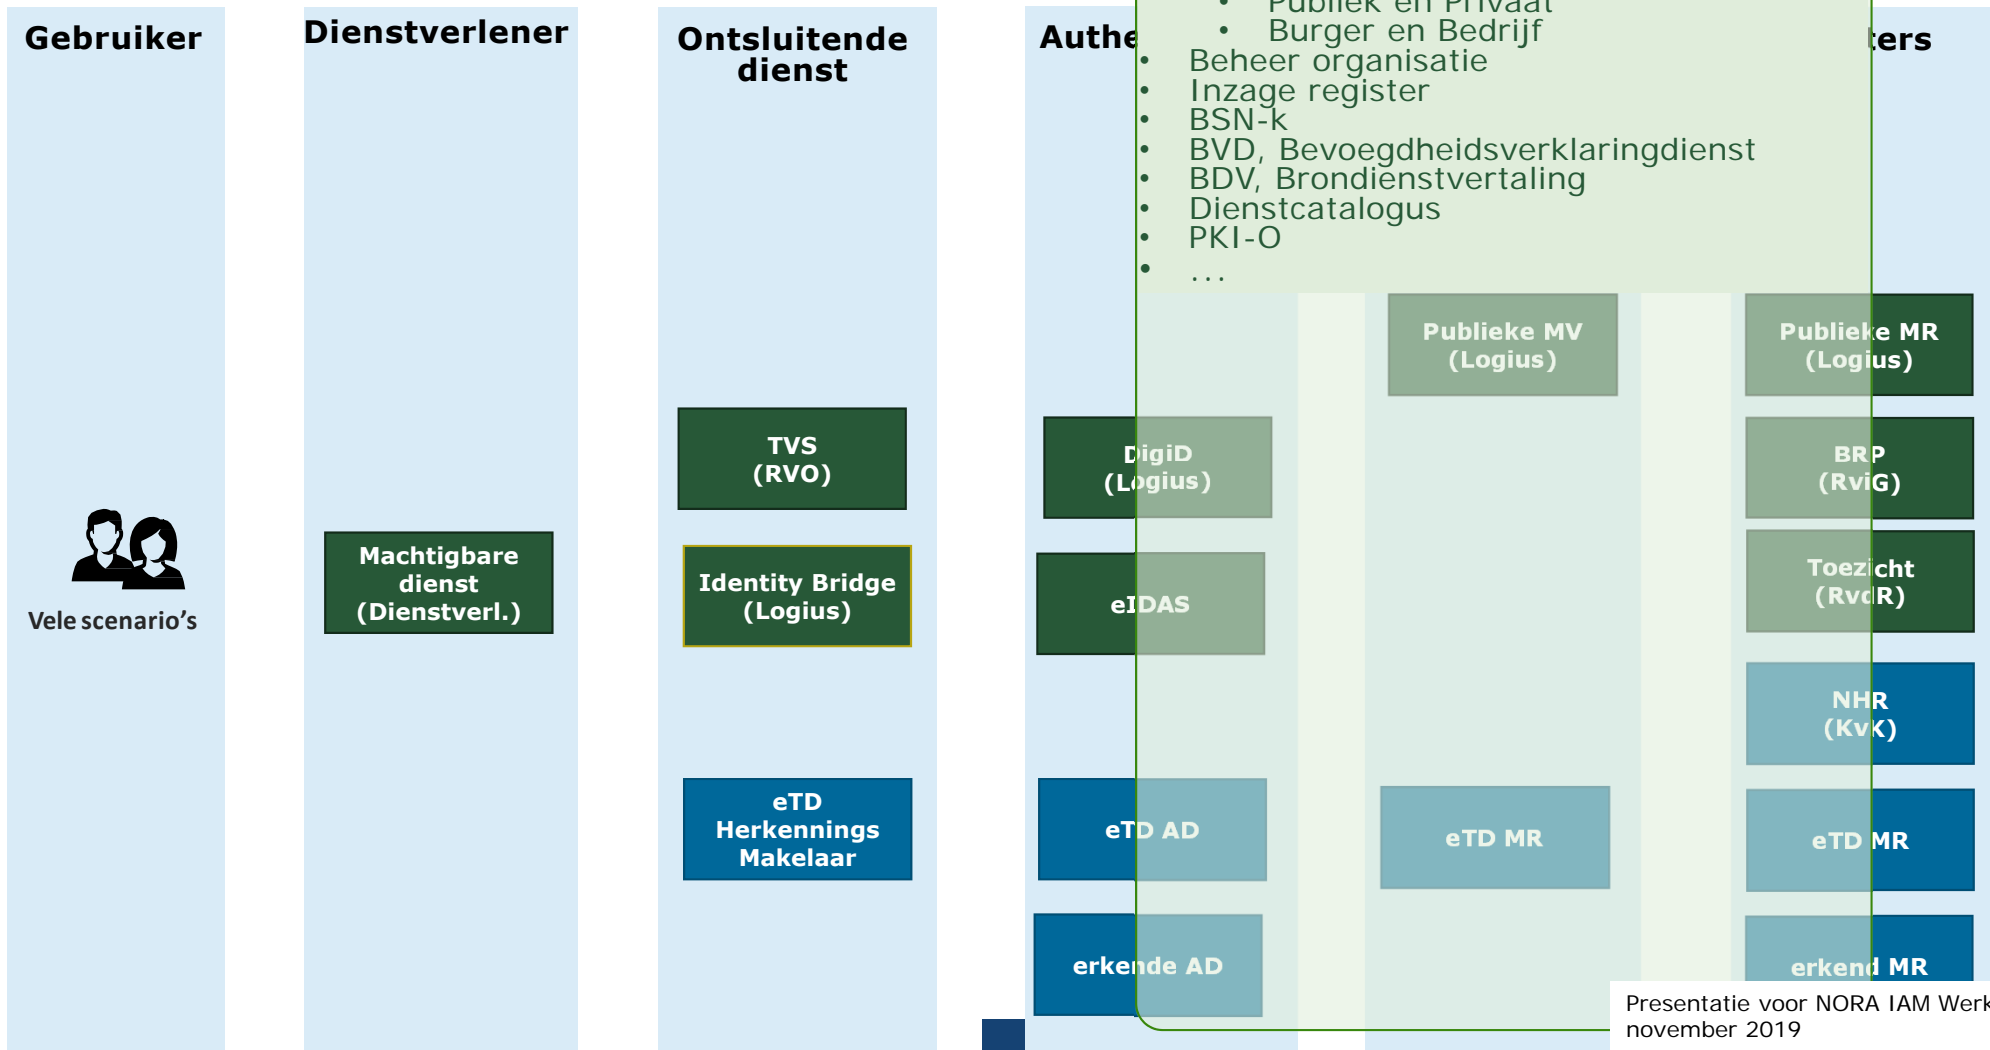 Gebruiker
Dienstverlener
Ontsluitende
dienst
Authe
ters
• Publiek en Privaat
• Burger en Bedrijf
• Beheer organisatie
• Inzage register
• BSN-k
• BVD, Bevoegdheidsverklaringdienst
• BDV, Brondienstvertaling
• Dienstcatalogus
• PKI-O
• ...
Vele scenario's
Machtigbare
dienst
(Dienstverl.)
TVS
(RVO)
Identity Bridge
(Logius)
eTD
Herkennings
Makelaar
DigiD
(Logius)
eIDAS
eTD AD
erkende AD
Publieke MV
(Logius)
eTD MR
Publieke MR
(Logius)
BRP
(RviG)
Toezicht
(RvdR)
NHR
(KvK)
eTD MR
erkend MR
Presentatie voor NORA IAM Werk
november 2019